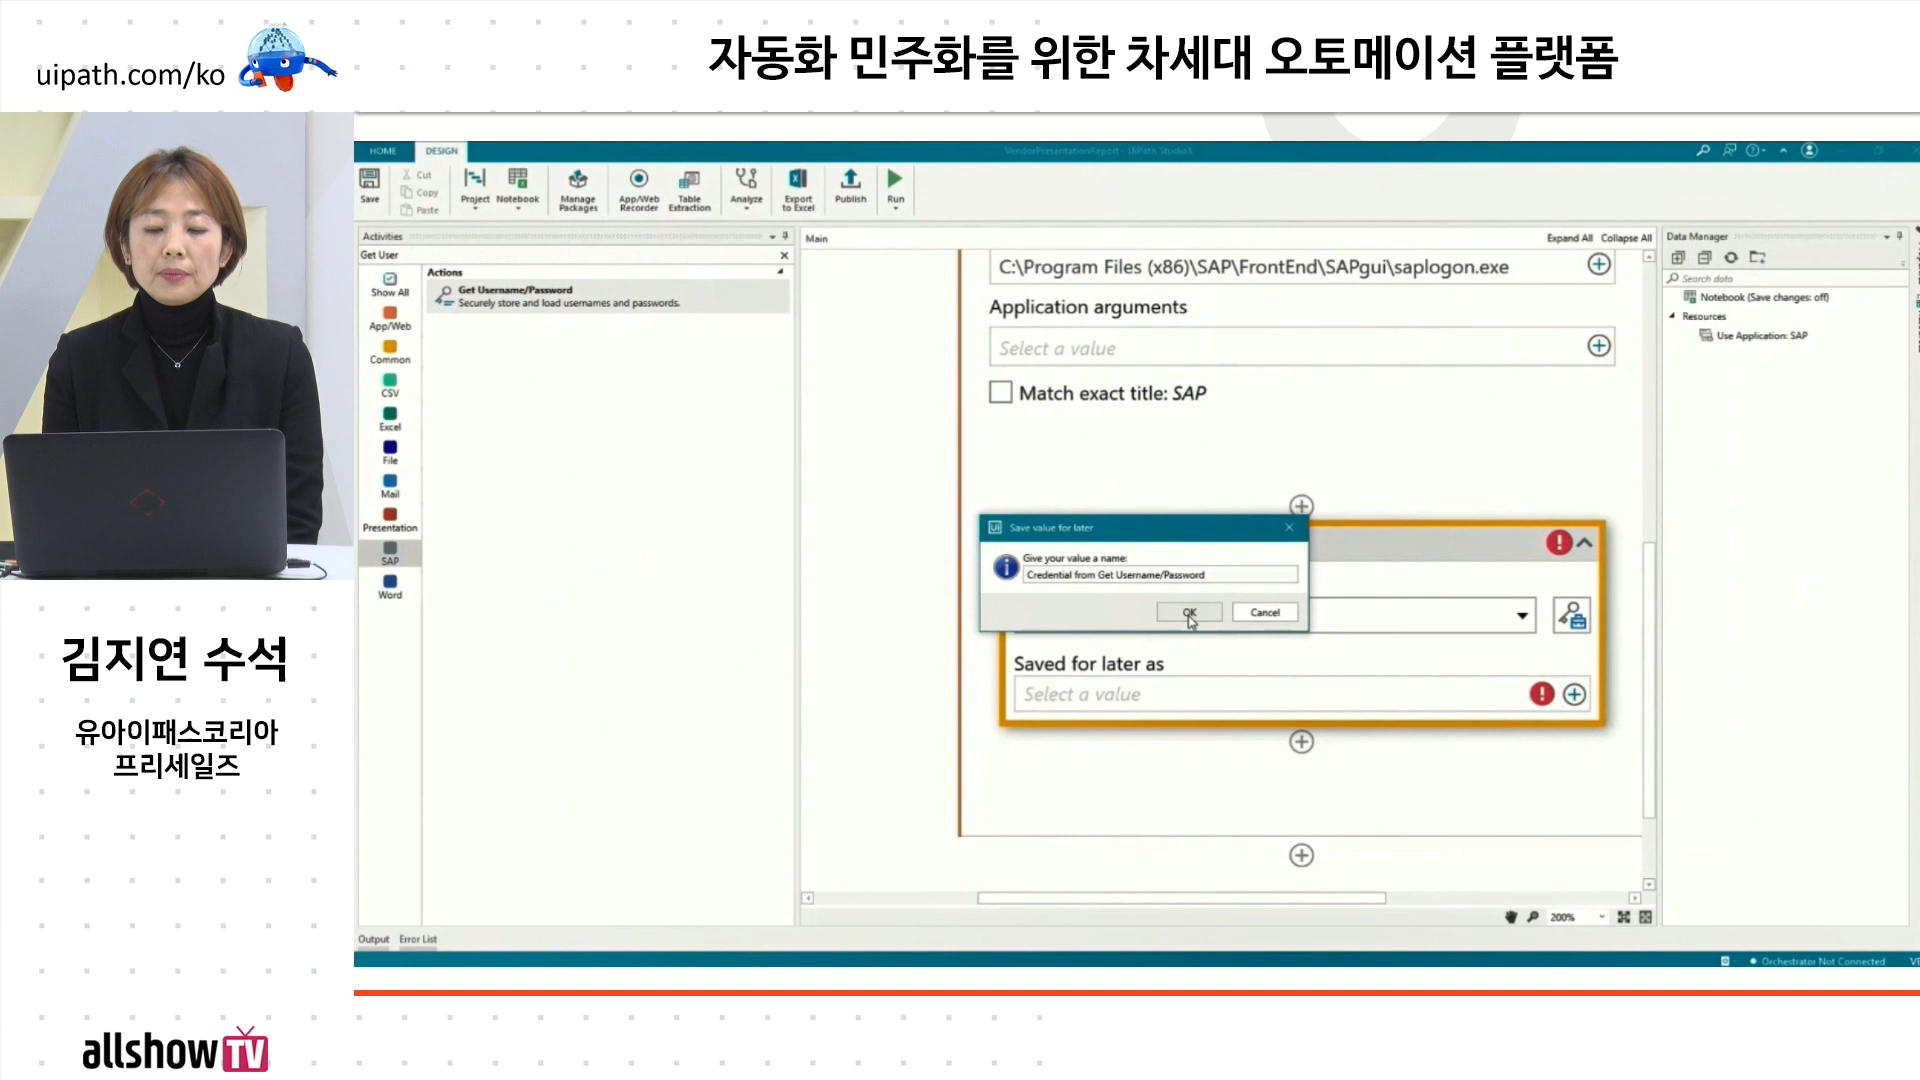 uipath.com/ko
자동화 민주화를 위한 차세대 오토메이션 플랫폼
HOME
DESIGN
VendorPresentationReport - UiPath StudioX
Save
Cut
Copy
Paste
Project
Notebook
Manage Packages
App/Web Recorder
Table Extraction
Analyze
Export to Excel
Publish
Run
Activities
Get User
Show All
App/Web
Common
CSV
Excel
File
Mail
Presentation
SAP
Word
Actions
Get Username/Password
Securely store and load usernames and passwords.
Main
Expand All
Collapse All
C:\Program Files (x86)\SAP\FrontEnd\SAPgui\saplogon.exe
Application arguments
Select a value
Match exact title: SAP
Save value for later
Give your value a name:
Credential from Get Username/Password
OK
Cancel
Saved for later as
Select a value
200%
Data Manager
Search data
Notebook (Save changes: off)
Resources
Use Application: SAP
Output
Error List
Orchestrator Not Connected
김지연 수석
유아이패스코리아
프리세일즈
allshow TV